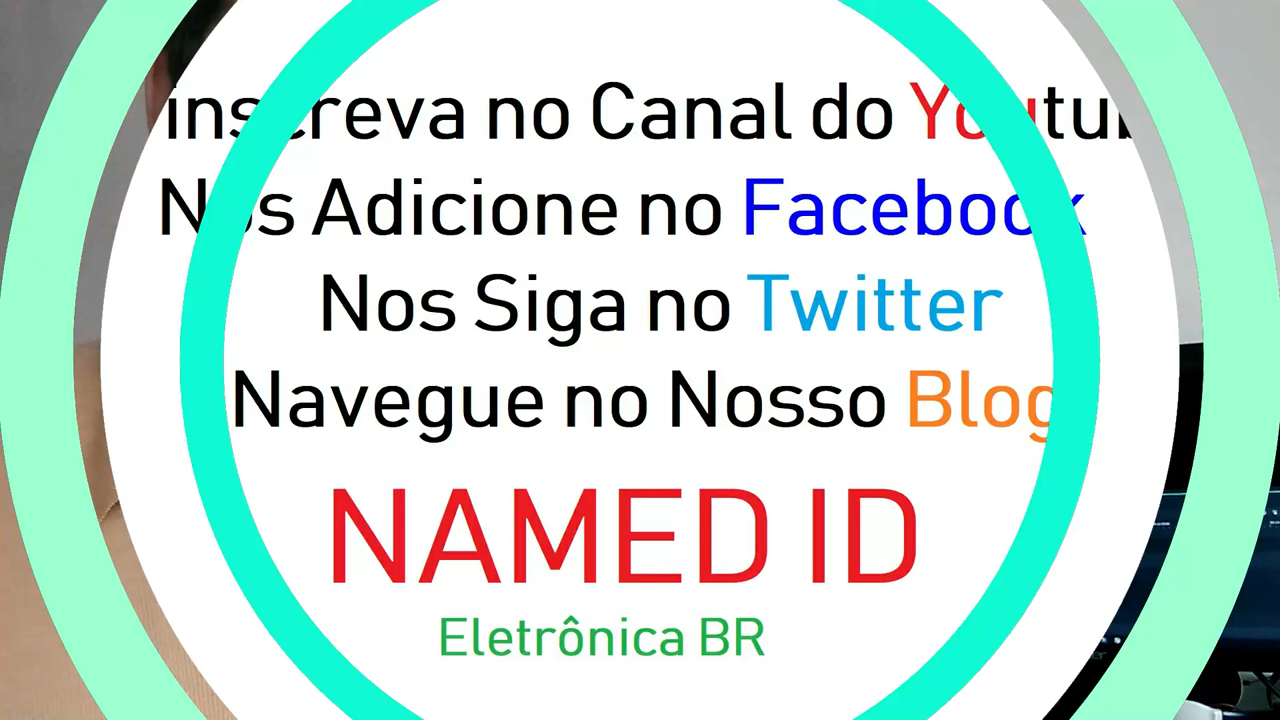 inscreva no Canal do Youtub
Nos Adicione no Facebook
Nos Siga no Twitter
Navegue no Nosso Blog
NAMED ID
Eletrônica BR